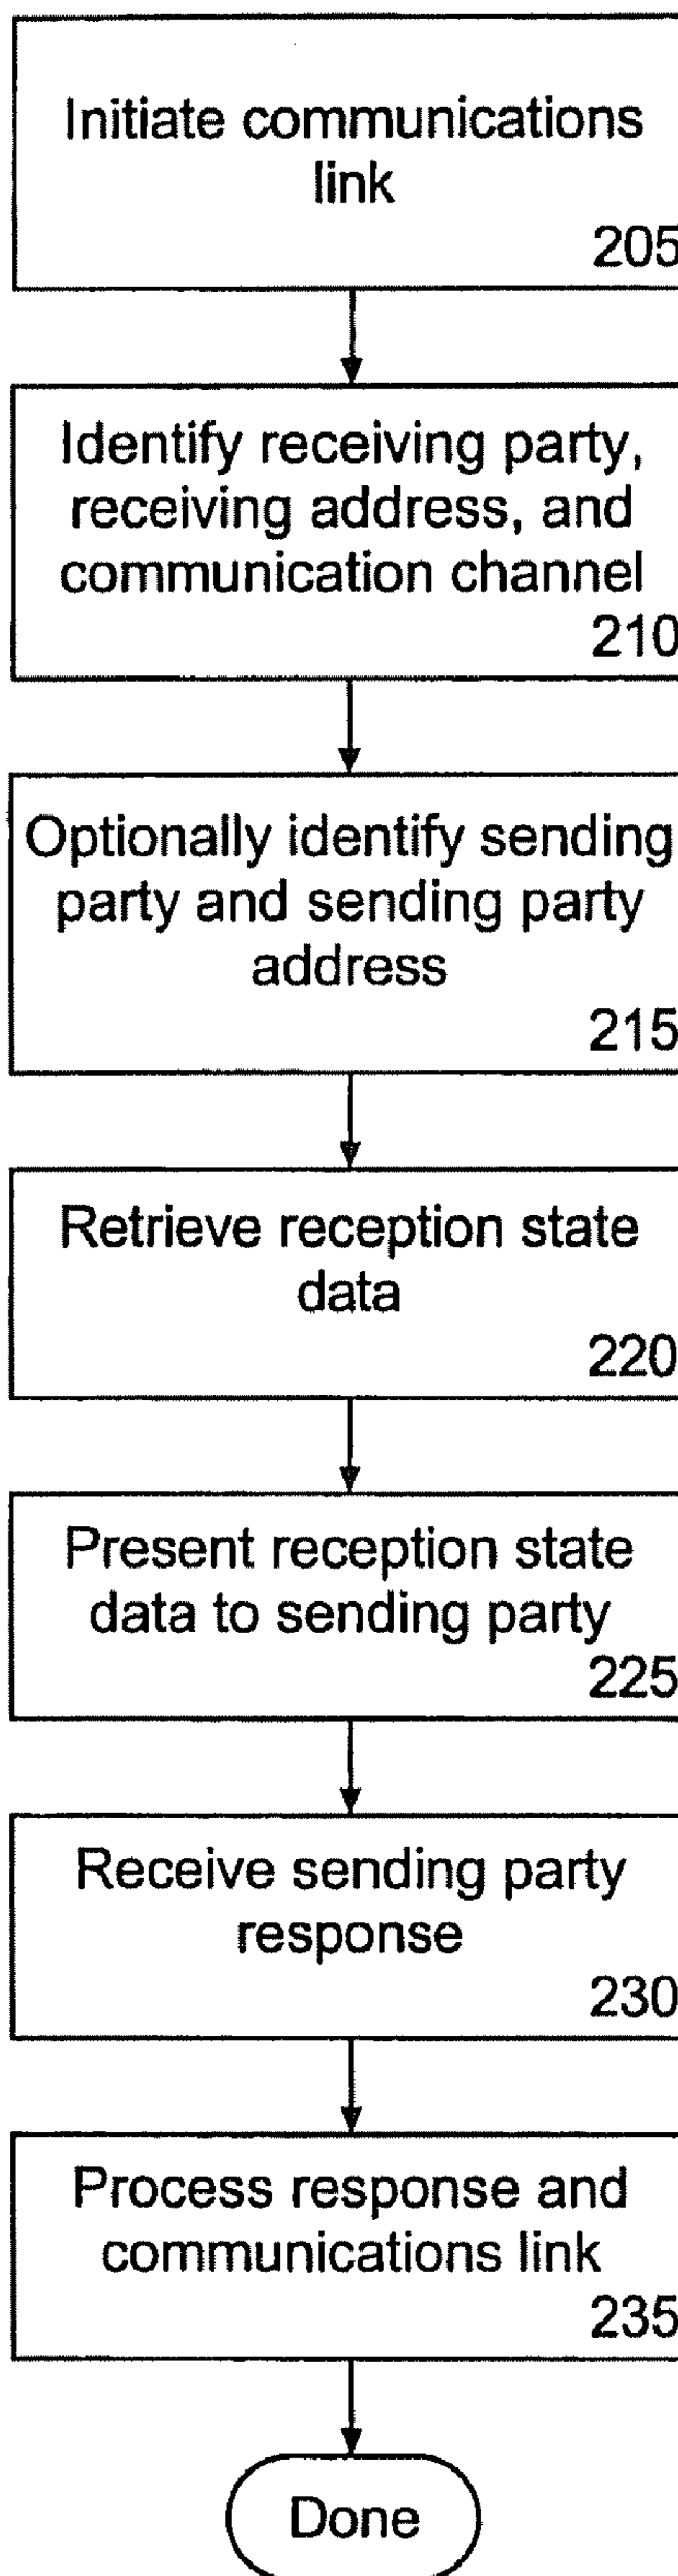 Initiate communications
link
205
Identify receiving party,
receiving address, and
communication channel
210
Optionally identify sending
party and sending party
address
215
Retrieve reception state
data
220
Present reception state
data to sending party
225
Receive sending party
response
230
Process response and
communications link
235
Done